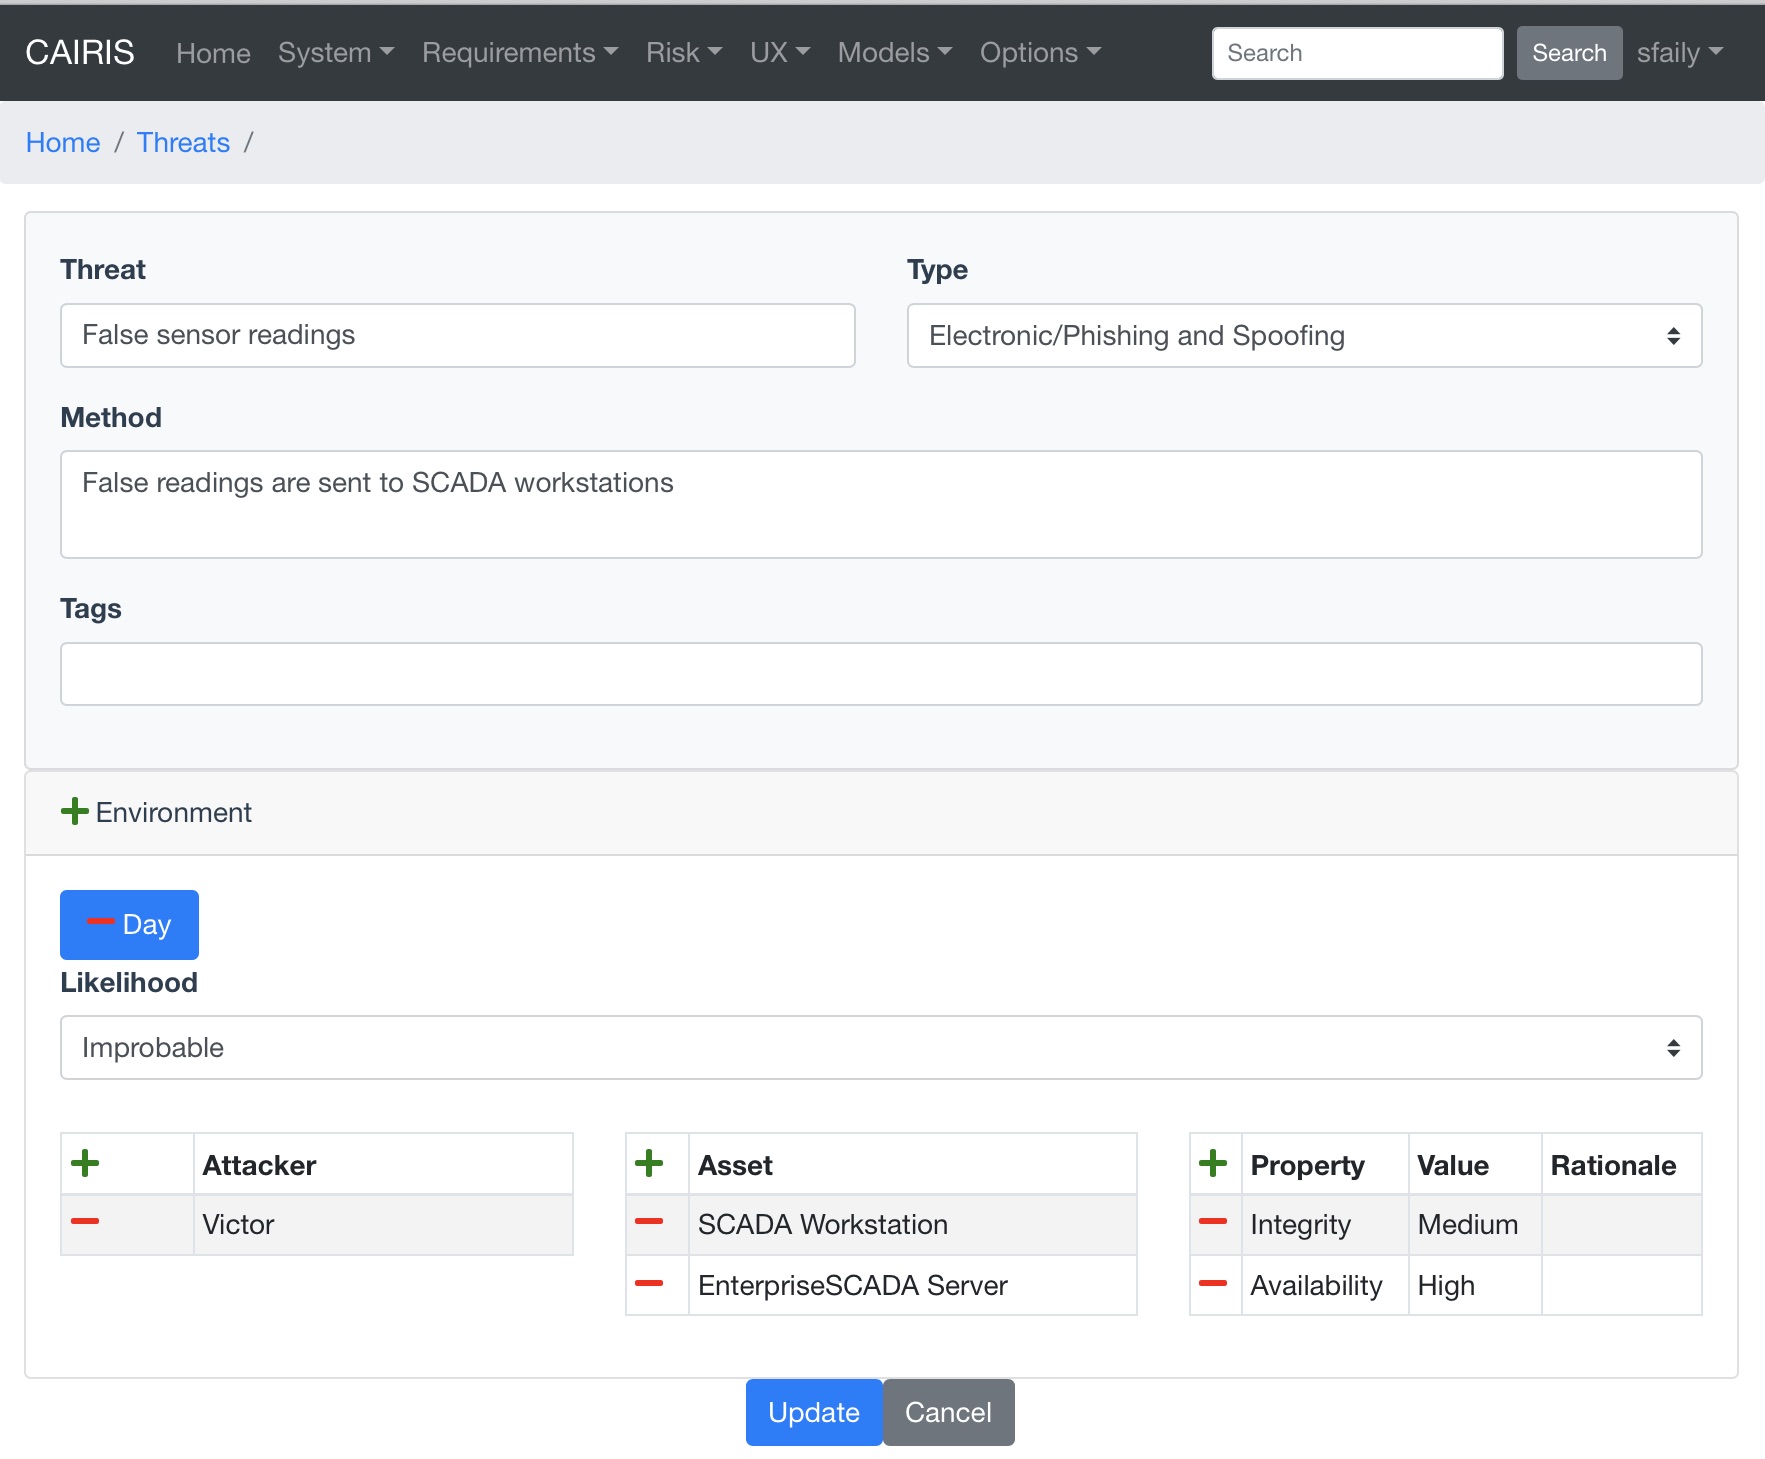 CAIRIS Home System Requirements Risk UX Models Options Search Search sfaily
Home / Threats /
Threat Type
False sensor readings Electronic/Phishing and Spoofing
Method
False readings are sent to SCADA workstations
Tags
Environment
Day
Likelihood
Improbable
Attacker Asset Property Value Rationale
Victor SCADA Workstation Integrity Medium
EnterpriseSCADA Server Availability High
Update Cancel